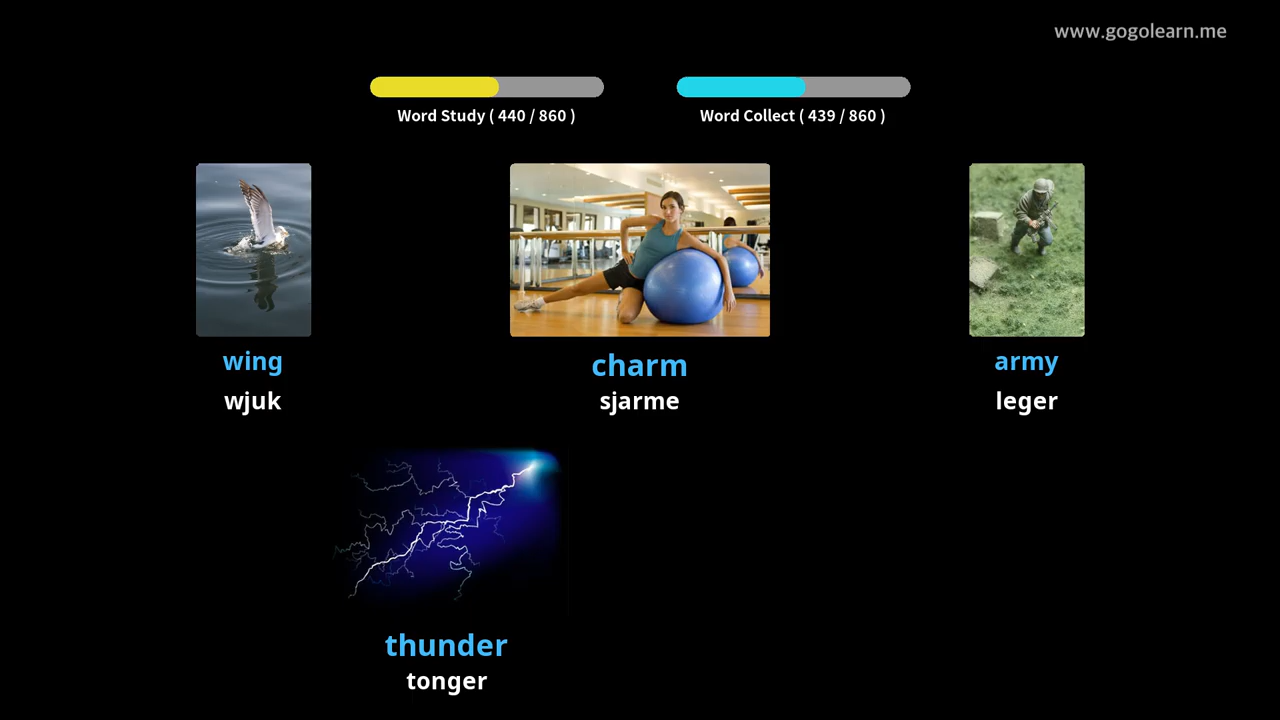 www.gogolearn.me
Word Study ( 440 / 860 )
Word Collect ( 439 / 860 )
wing
wjuk
charm
sjarme
army
leger
thunder
tonger